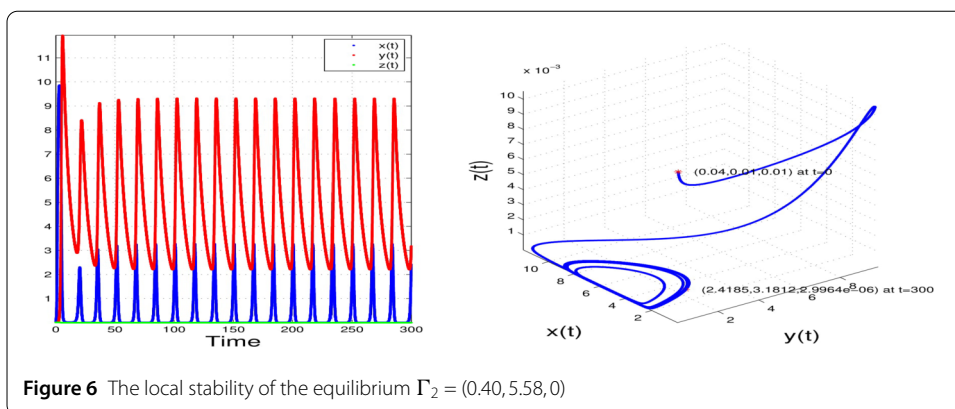 x(t)
y(t)
z(t)
11
10
9
8
7
6
5
4
3
2
1
0 50 100 150 200 250 300
Time
× 10⁻³
10
9
8
7
6
5
4
3
2
1
z(t)
(0.04,0.01,0.01) at t=0
(2.4185,3.1812,2.9964e−06) at t=300
10
8
6
4
2
x(t)
2
4
6
8
y(t)
Figure 6 The local stability of the equilibrium Γ₂ = (0.40, 5.58, 0)